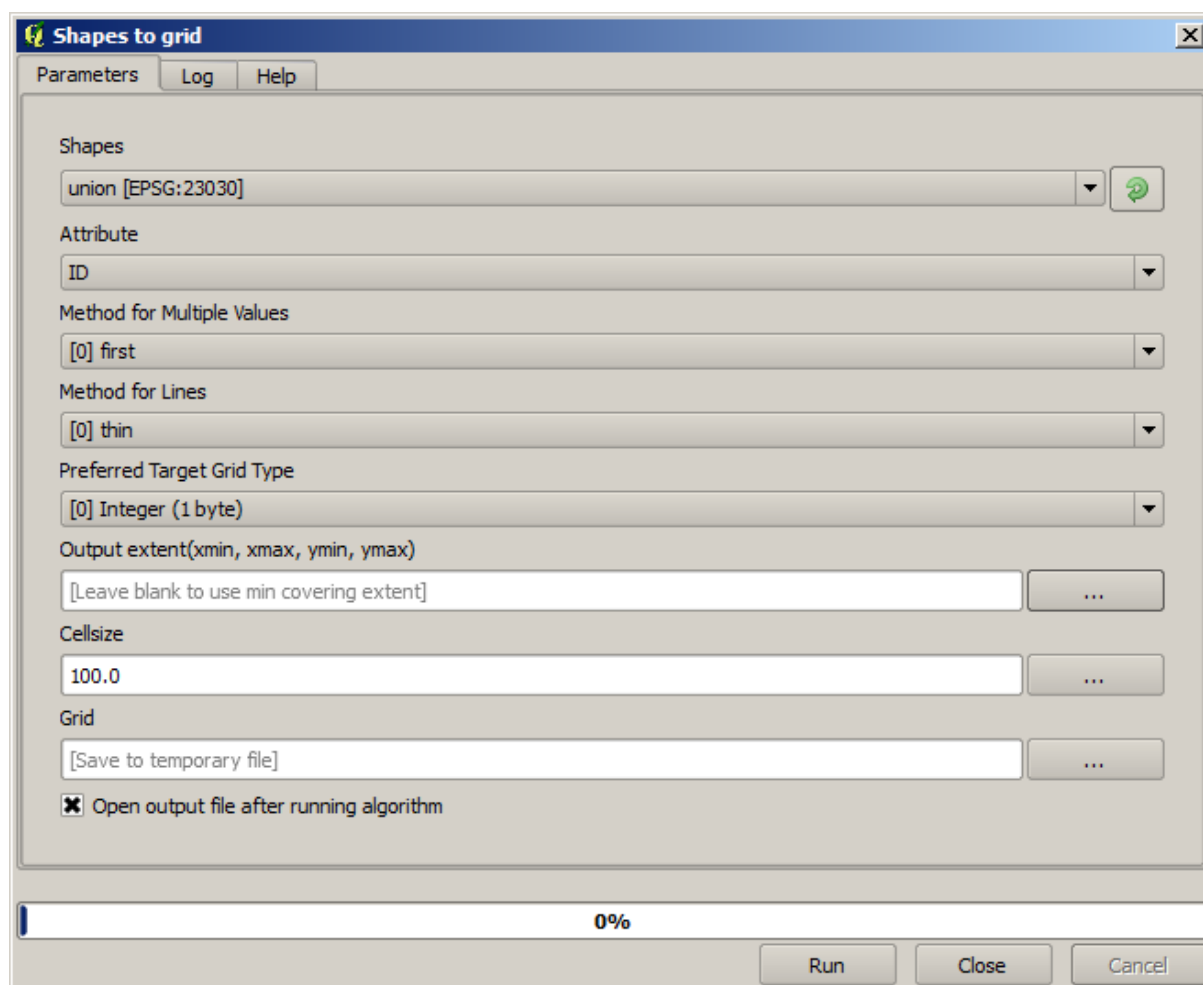 Shapes to grid
Parameters Log Help
Shapes
union [EPSG:23030]
Attribute
ID
Method for Multiple Values
[0] first
Method for Lines
[0] thin
Preferred Target Grid Type
[0] Integer (1 byte)
Output extent(xmin, xmax, ymin, ymax)
[Leave blank to use min covering extent]
...
Cellsize
100.0
...
Grid
[Save to temporary file]
...
Open output file after running algorithm
0%
Run Close Cancel